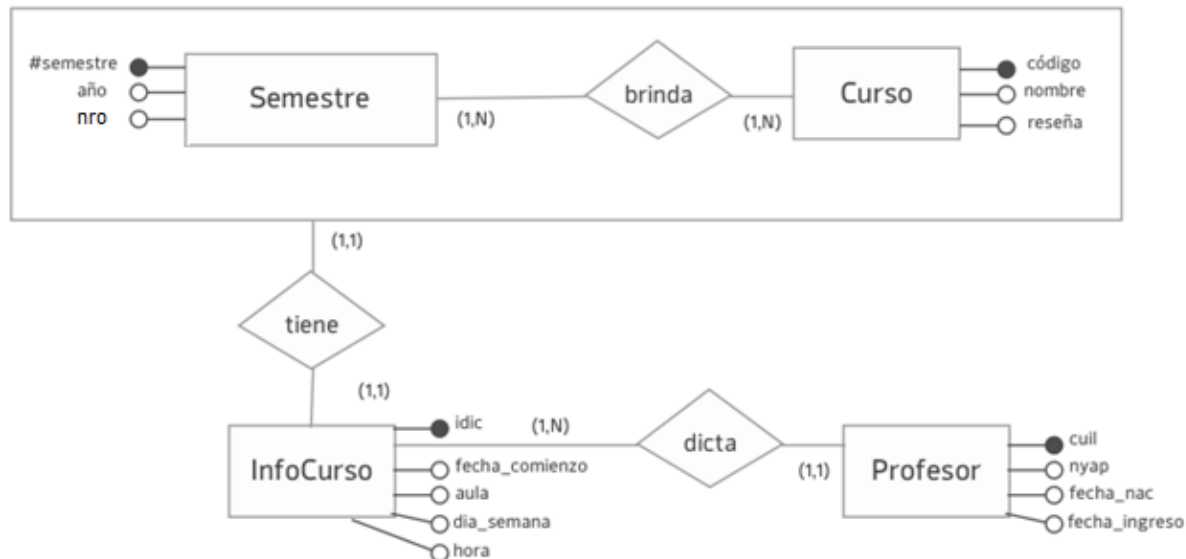 #semestre
año
nro
Semestre
(1,N)
brinda
(1,N)
Curso
código
nombre
reseña
(1,1)
tiene
(1,1)
InfoCurso
idic
fecha_comienzo
aula
dia_semana
hora
(1,N)
dicta
(1,1)
Profesor
cuil
nyap
fecha_nac
fecha_ingreso